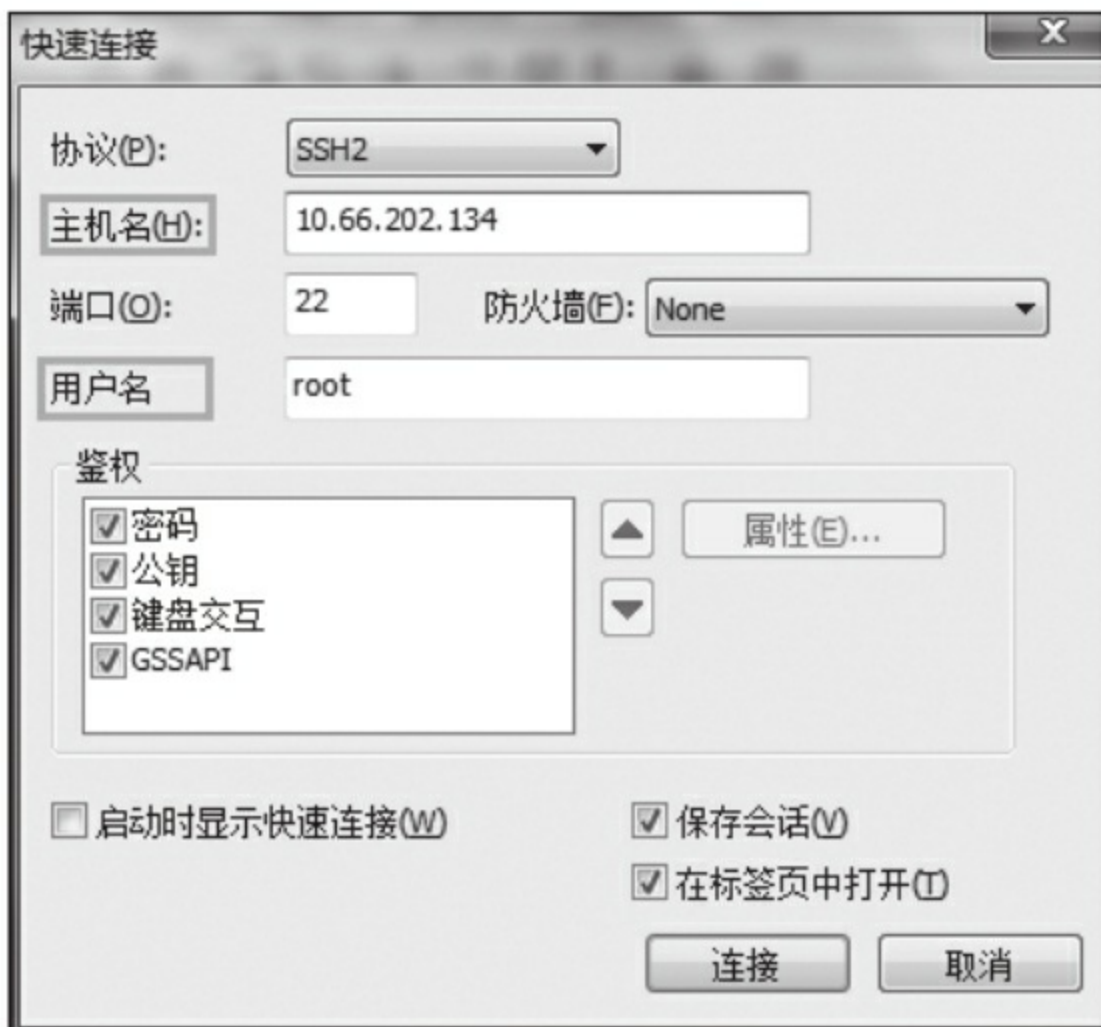 快速连接
协议(P): SSH2
主机名(H): 10.66.202.134
端口(O): 22 防火墙(F): None
用户名 root
鉴权
密码
公钥
键盘交互
GSSAPI
属性(E)...
启动时显示快速连接(W) 保存会话(V)
在标签页中打开(T)
连接 取消